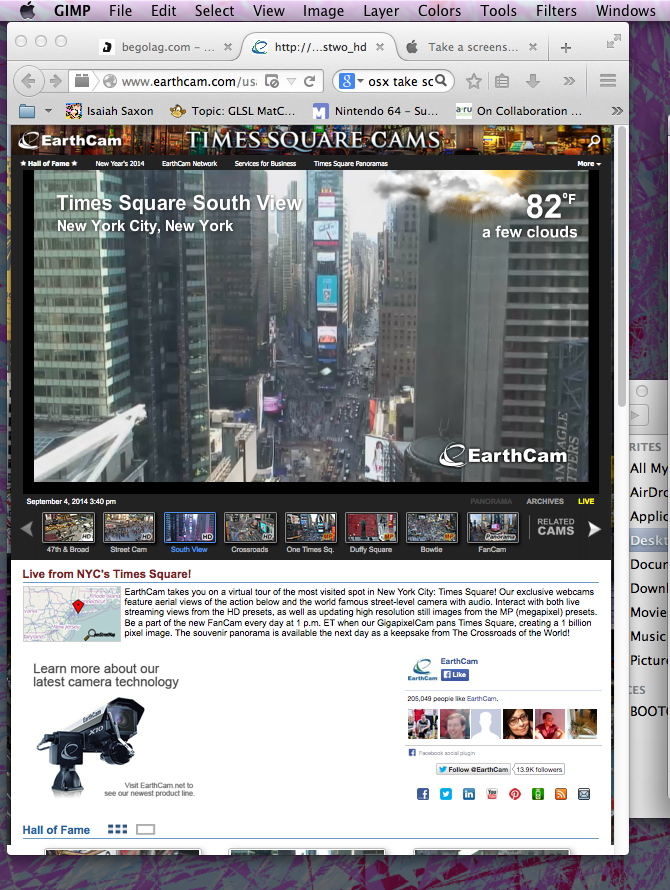 GIMP File Edit Select View Image Layer Colors Tools Filters Windows
begolag.com – ...
http://...stwo_hd
Take a screens...
www.earthcam.com/usa
osx take sc
Isaiah Saxon
Topic: GLSL MatC...
Nintendo 64 – Su...
On Collaboration ...
EarthCam
TIMES SQUARE CAMS
Hall of Fame
New Year's 2014
EarthCam Network
Services for Business
Times Square Panoramas
More
Times Square South View
New York City, New York
82°F
a few clouds
EarthCam
September 4, 2014 3:40 pm
PANORAMA
ARCHIVES
LIVE
47th & Broad
Street Cam
South View
Crossroads
One Times Sq.
Duffy Square
Bowtie
FanCam
RELATED
CAMS
Live from NYC's Times Square!
EarthCam takes you on a virtual tour of the most visited spot in New York City: Times Square! Our exclusive webcams
feature aerial views of the action below and the world famous street-level camera with audio. Interact with both live
streaming views from the HD presets, as well as updating high resolution still images from the MP (megapixel) presets.
Be a part of the new FanCam every day at 1 p.m. ET when our GigapixelCam pans Times Square, creating a 1 billion
pixel image. The souvenir panorama is available the next day as a keepsake from The Crossroads of the World!
Learn more about our
latest camera technology
EarthCam
X10
Visit EarthCam.net to
see our newest product line.
EarthCam
EarthCam
Like
205,049 people like EarthCam.
Facebook social plugin
Follow @EarthCam
13.9K followers
Hall of Fame
RITES
All My
AirDro
Applic
Deskt
Docur
Downl
Movie
Music
Picture
CES
BOOTC